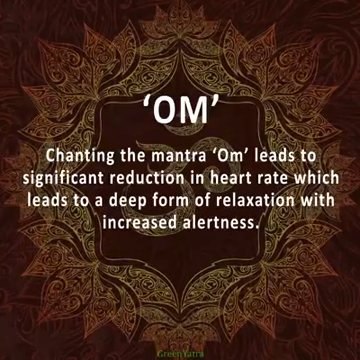 ‘OM’
Chanting the mantra ‘Om’ leads to
significant reduction in heart rate which
leads to a deep form of relaxation with
increased alertness.
GreenYatra